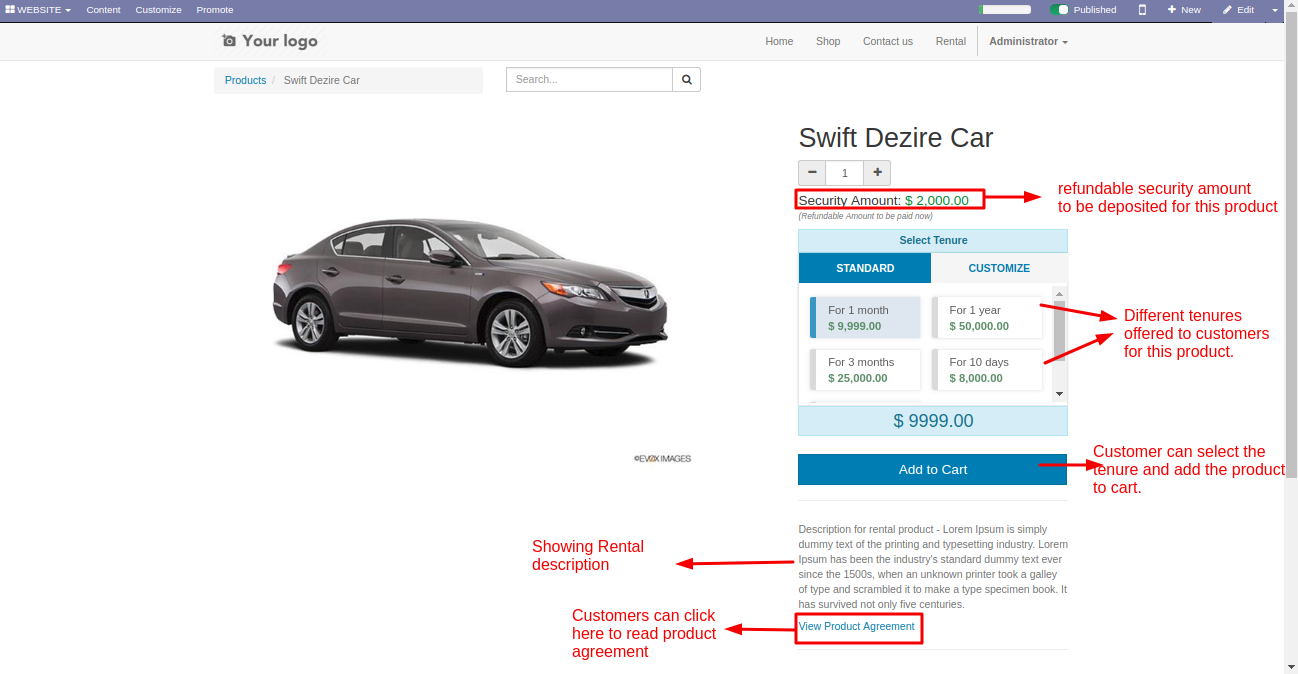 WEBSITE Content Customize Promote Published New Edit
Your logo
Home Shop Contact us Rental Administrator
Products / Swift Dezire Car
Search...
Swift Dezire Car
1
Security Amount: $ 2,000.00
(Refundable Amount to be paid now)
refundable security amount
to be deposited for this product
Select Tenure
STANDARD CUSTOMIZE
For 1 month
$ 9,999.00
For 1 year
$ 50,000.00
For 3 months
$ 25,000.00
For 10 days
$ 8,000.00
Different tenures
offered to customers
for this product.
$ 9999.00
Add to Cart
Customer can select the
tenure and add the product
to cart.
©EVOX IMAGES
Description for rental product - Lorem Ipsum is simply
dummy text of the printing and typesetting industry. Lorem
Ipsum has been the industry's standard dummy text ever
since the 1500s, when an unknown printer took a galley
of type and scrambled it to make a type specimen book. It
has survived not only five centuries.
Showing Rental
description
View Product Agreement
Customers can click
here to read product
agreement